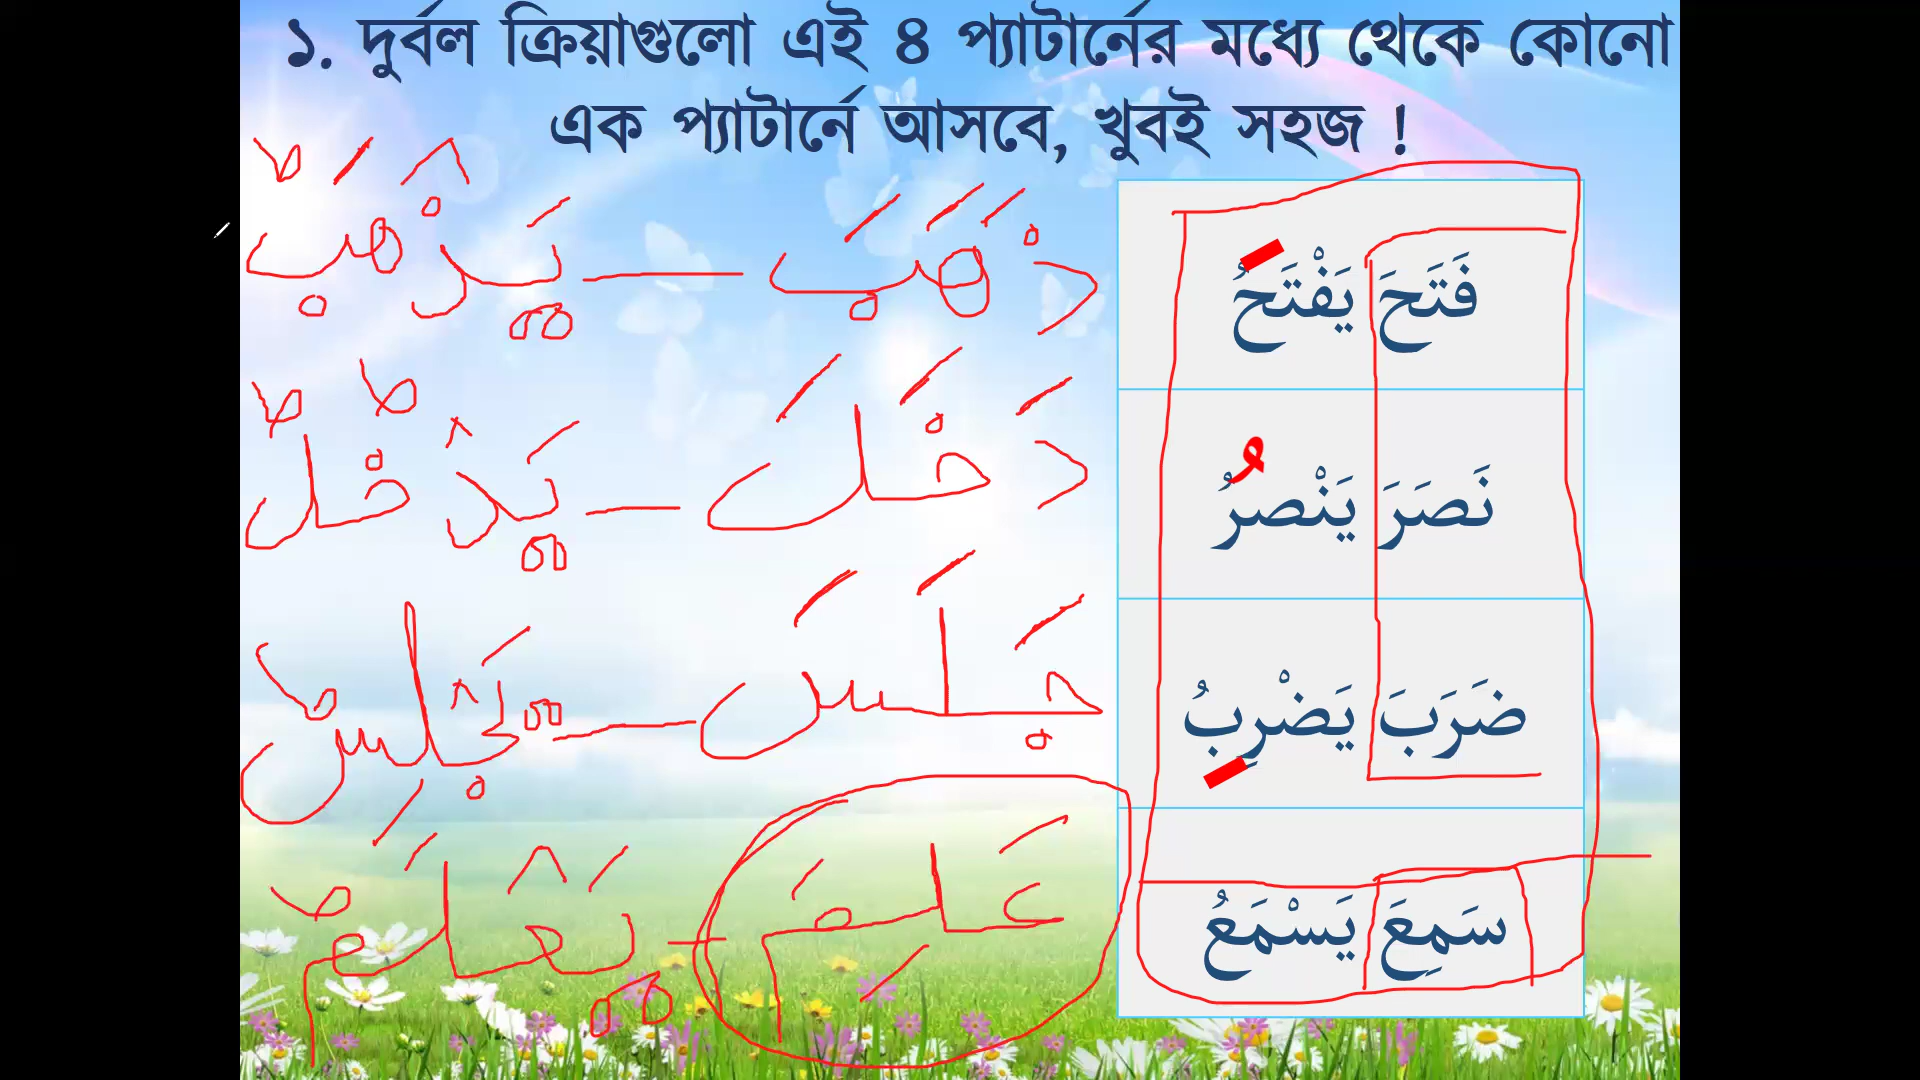 ১. দুর্বল ক্রিয়াগুলো এই ৪ প্যাটার্নের মধ্যে থেকে কোনো
এক প্যাটার্নে আসবে, খুবই সহজ !
فَتَحَ يَفْتَحُ
نَصَرَ يَنْصُرُ
ضَرَبَ يَضْرِبُ
سَمِعَ يَسْمَعُ
ذَهَبَ — يَذْهَبُ
دَخَلَ — يَدْخُلُ
جَلَسَ — يَجْلِسُ
عَلِمَ — يَعْلَمُ